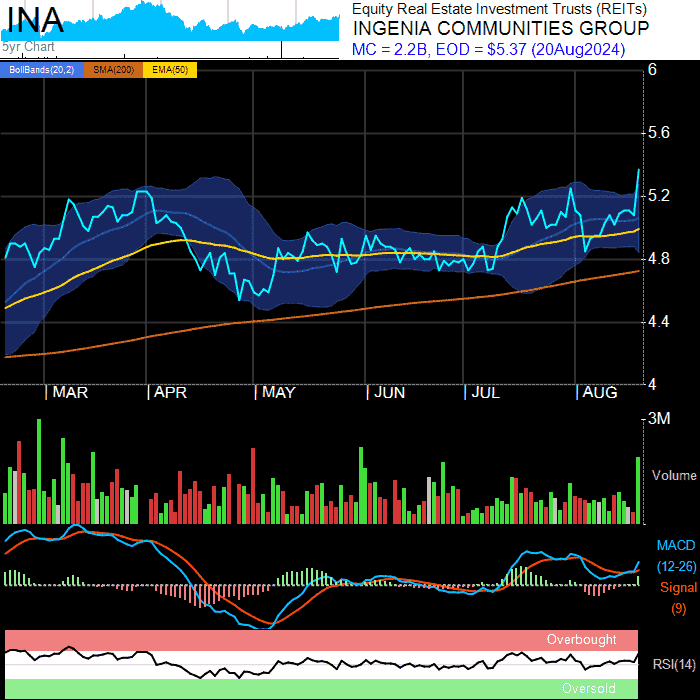 INA
5yr Chart
Equity Real Estate Investment Trusts (REITs)
INGENIA COMMUNITIES GROUP
MC = 2.2B, EOD = $5.37 (20Aug2024)
BollBands(20,2) SMA(200) EMA(50)
6
5.6
5.2
4.8
4.4
4
MAR APR MAY JUN JUL AUG
3M
Volume
MACD
(12-26)
Signal
(9)
Overbought
RSI(14)
Oversold